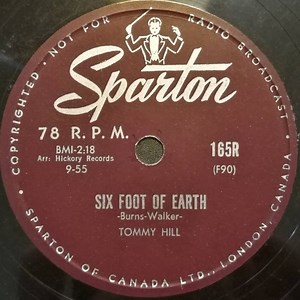 COPYRIGHTED - NOT FOR RADIO BROADCAST
Sparton
78 R. P. M.
165R
BMI-2:18
Arr: Hickory Records
9-55
(F90)
SIX FOOT OF EARTH
-Burns-Walker-
TOMMY HILL
SPARTON OF CANADA LTD., LONDON, CANADA